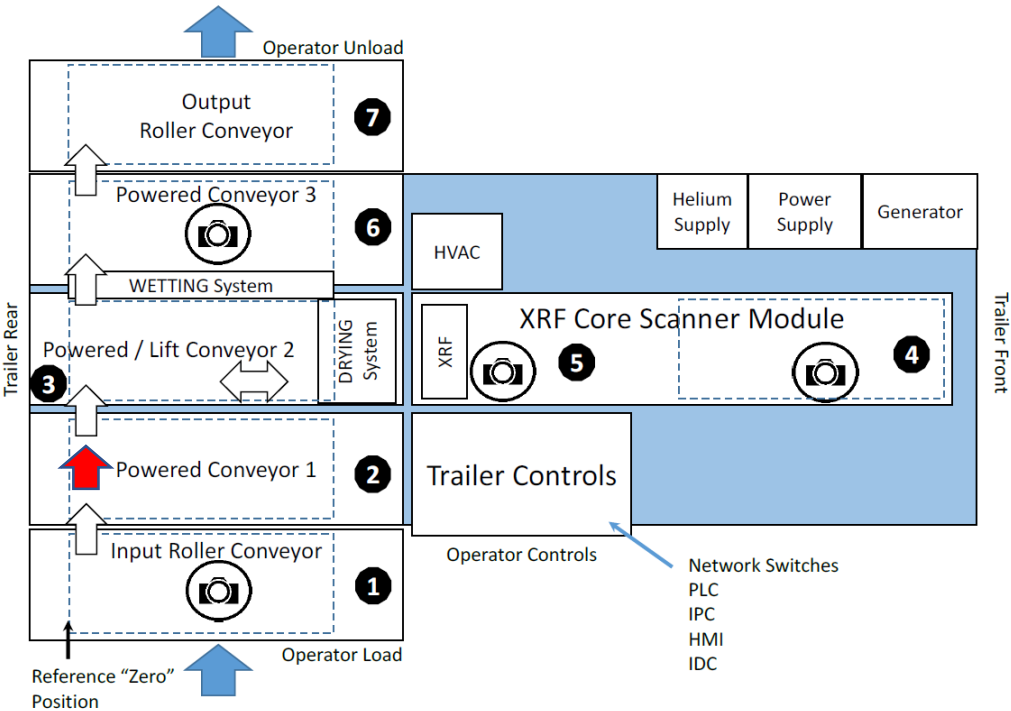 Operator Unload
Output
Roller Conveyor
7
Powered Conveyor 3
6
WETTING System
Trailer Rear
Powered / Lift Conveyor 2
3
DRYING
System
Powered Conveyor 1
2
Input Roller Conveyor
1
Operator Load
Reference “Zero”
Position
HVAC
Helium
Supply
Power
Supply
Generator
XRF Core Scanner Module
XRF
5
4
Trailer Front
Trailer Controls
Operator Controls
Network Switches
PLC
IPC
HMI
IDC